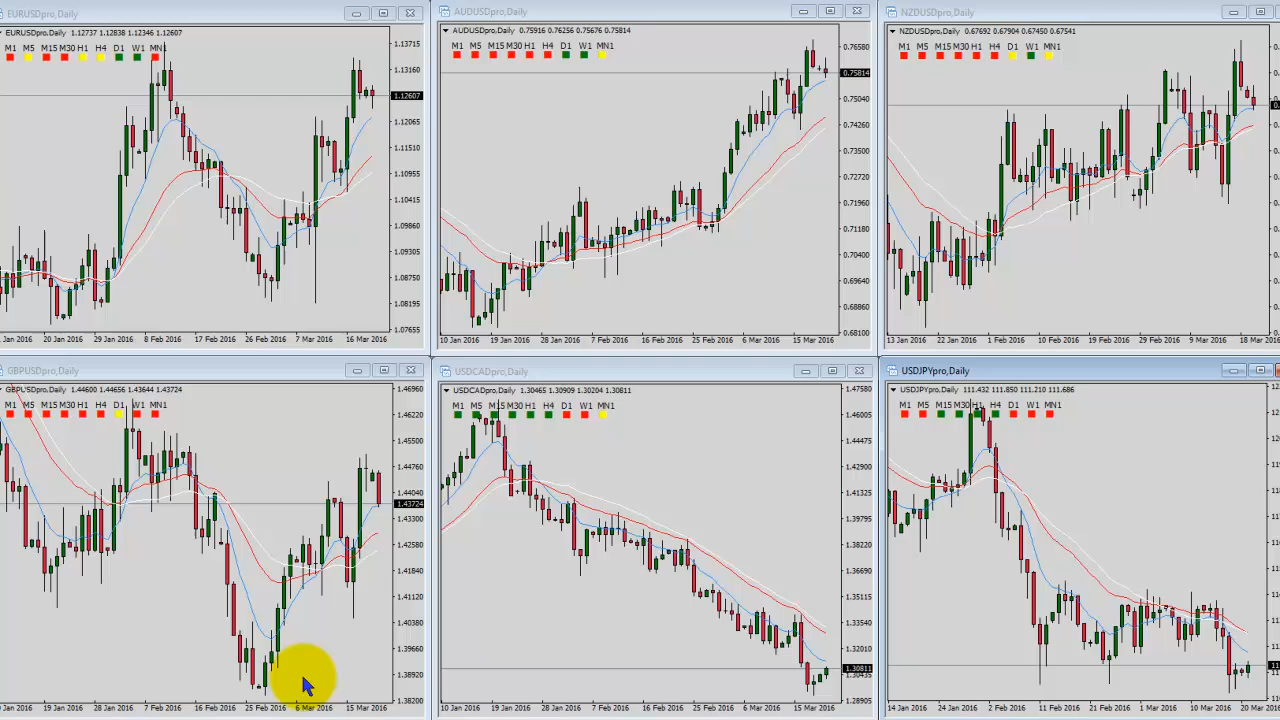 EURUSDpro,Daily
EURUSDpro,Daily 1.12737 1.12838 1.12346 1.12607
M1 M5 M15 M30 H1 H4 D1 W1 MN1
1.13715
1.13160
1.12607
1.12065
1.11510
1.10955
1.10415
1.09860
1.09305
1.08750
1.08195
1.07655
Jan 2016 20 Jan 2016 29 Jan 2016 8 Feb 2016 17 Feb 2016 26 Feb 2016 7 Mar 2016 16 Mar 2016
AUDUSDpro,Daily
AUDUSDpro,Daily 0.75916 0.76256 0.75676 0.75814
M1 M5 M15 M30 H1 H4 D1 W1 MN1
0.76580
0.75814
0.75040
0.74260
0.73500
0.72720
0.71960
0.71180
0.70400
0.69640
0.68860
0.68100
10 Jan 2016 19 Jan 2016 28 Jan 2016 7 Feb 2016 16 Feb 2016 25 Feb 2016 6 Mar 2016 15 Mar 2016
NZDUSDpro,Daily
NZDUSDpro,Daily 0.67692 0.67904 0.67450 0.67541
M1 M5 M15 M30 H1 H4 D1 W1 MN1
13 Jan 2016 22 Jan 2016 1 Feb 2016 10 Feb 2016 19 Feb 2016 29 Feb 2016 9 Mar 2016 18 Mar 2016
GBPUSDpro,Daily
GBPUSDpro,Daily 1.44600 1.44656 1.43644 1.43724
M1 M5 M15 M30 H1 H4 D1 W1 MN1
1.46960
1.46220
1.45500
1.44760
1.44040
1.43724
1.43300
1.42580
1.41840
1.41120
1.40380
1.39660
1.38920
1.38200
Jan 2016 19 Jan 2016 28 Jan 2016 7 Feb 2016 16 Feb 2016 25 Feb 2016 6 Mar 2016 15 Mar 2016
USDCADpro,Daily
USDCADpro,Daily 1.30465 1.30909 1.30204 1.30811
M1 M5 M15 M30 H1 H4 D1 W1 MN1
1.47580
1.46005
1.44475
1.42900
1.41325
1.39795
1.38220
1.36690
1.35115
1.33540
1.32010
1.30811
1.30435
1.28905
10 Jan 2016 19 Jan 2016 28 Jan 2016 7 Feb 2016 16 Feb 2016 25 Feb 2016 6 Mar 2016 15 Mar 2016
USDJPYpro,Daily
USDJPYpro,Daily 111.432 111.850 111.210 111.686
M1 M5 M15 M30 H1 H4 D1 W1 MN1
14 Jan 2016 24 Jan 2016 2 Feb 2016 11 Feb 2016 21 Feb 2016 1 Mar 2016 10 Mar 2016 20 Mar